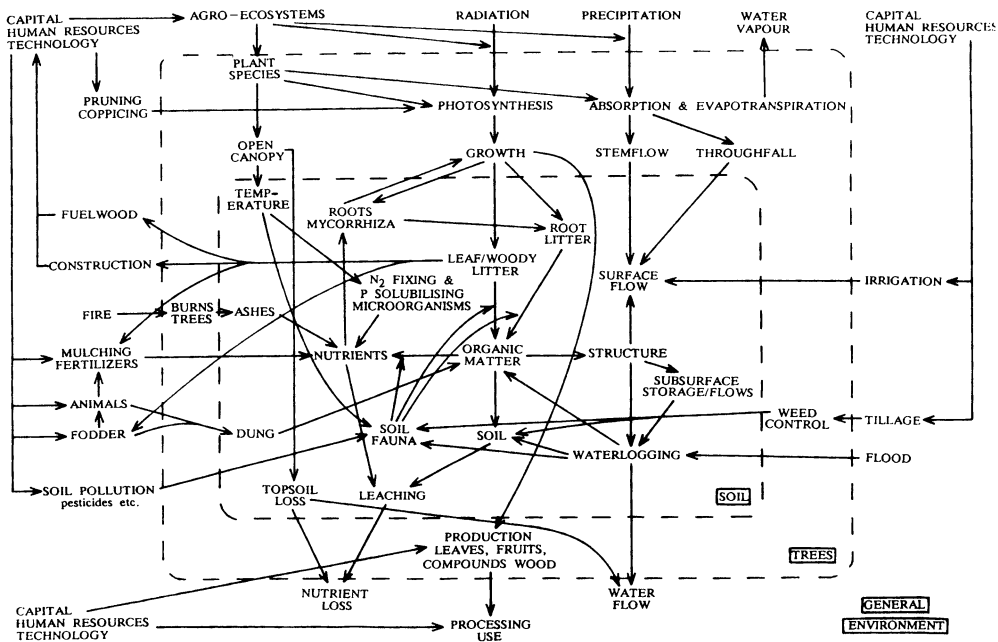 CAPITAL
HUMAN RESOURCES
TECHNOLOGY
AGRO-ECOSYSTEMS
RADIATION
PRECIPITATION
WATER
VAPOUR
CAPITAL
HUMAN RESOURCES
TECHNOLOGY
PLANT
SPECIES
PRUNING
COPPICING
PHOTOSYNTHESIS
ABSORPTION & EVAPOTRANSPIRATION
OPEN
CANOPY
GROWTH
STEMFLOW
THROUGHFALL
TEMP-
ERATURE
FUELWOOD
ROOTS
MYCORRHIZA
ROOT
LITTER
CONSTRUCTION
LEAF/WOODY
LITTER
N2 FIXING &
P SOLUBILISING
MICROORGANISMS
SURFACE
FLOW
IRRIGATION
FIRE
BURNS
TREES
ASHES
MULCHING
FERTILIZERS
NUTRIENTS
ORGANIC
MATTER
STRUCTURE
SUBSURFACE
STORAGE/FLOWS
ANIMALS
FODDER
DUNG
SOIL
FAUNA
SOIL
WEED
CONTROL
TILLAGE
WATERLOGGING
FLOOD
SOIL POLLUTION
pesticides etc.
TOPSOIL
LOSS
LEACHING
SOIL
PRODUCTION
LEAVES, FRUITS,
COMPOUNDS WOOD
TREES
NUTRIENT
LOSS
WATER
FLOW
CAPITAL
HUMAN RESOURCES
TECHNOLOGY
PROCESSING
USE
GENERAL
ENVIRONMENT